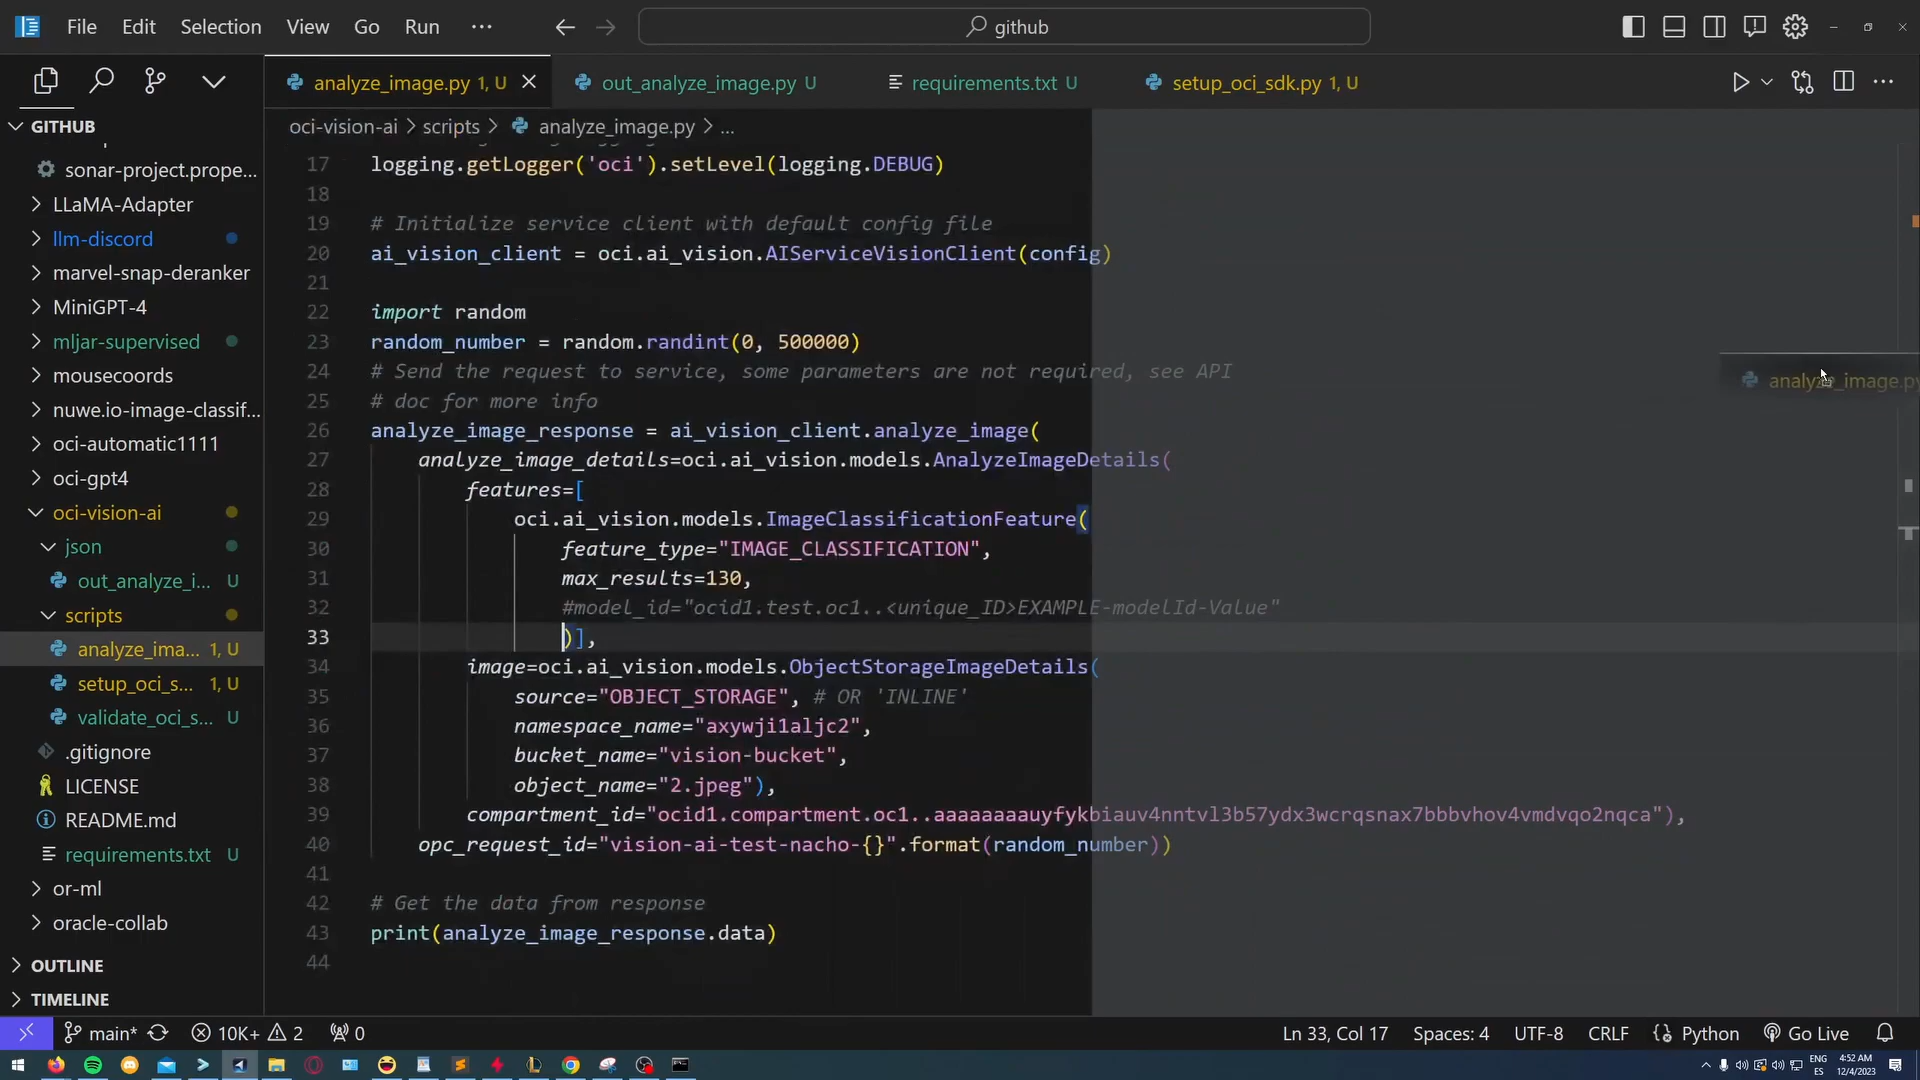 File Edit Selection View Go Run ···
github
analyze_image.py 1, U
out_analyze_image.py U
requirements.txt U
setup_oci_sdk.py 1, U
GITHUB
sonar-project.prope...
LLaMA-Adapter
llm-discord
marvel-snap-deranker
MiniGPT-4
mljar-supervised
mousecoords
nuwe.io-image-classif...
oci-automatic1111
oci-gpt4
oci-vision-ai
json
out_analyze_i... U
scripts
analyze_ima... 1, U
setup_oci_s... 1, U
validate_oci_s... U
.gitignore
LICENSE
README.md
requirements.txt U
or-ml
oracle-collab
OUTLINE
TIMELINE
oci-vision-ai > scripts > analyze_image.py > ...
17 logging.getLogger('oci').setLevel(logging.DEBUG)
18
19 # Initialize service client with default config file
20 ai_vision_client = oci.ai_vision.AIServiceVisionClient(config)
21
22 import random
23 random_number = random.randint(0, 500000)
24 # Send the request to service, some parameters are not required, see API
25 # doc for more info
26 analyze_image_response = ai_vision_client.analyze_image(
27 analyze_image_details=oci.ai_vision.models.AnalyzeImageDetails(
28 features=[
29 oci.ai_vision.models.ImageClassificationFeature(
30 feature_type="IMAGE_CLASSIFICATION",
31 max_results=130,
32 #model_id="ocid1.test.oc1..<unique_ID>EXAMPLE-modelId-Value"
33 )],
34 image=oci.ai_vision.models.ObjectStorageImageDetails(
35 source="OBJECT_STORAGE", # OR 'INLINE'
36 namespace_name="axywji1aljc2",
37 bucket_name="vision-bucket",
38 object_name="2.jpeg"),
39 compartment_id="ocid1.compartment.oc1..aaaaaaaauyfykbiauv4nntvl3b57ydx3wcrqsnax7bbbvhov4vmdvqo2nqca"),
40 opc_request_id="vision-ai-test-nacho-{}".format(random_number))
41
42 # Get the data from response
43 print(analyze_image_response.data)
44
analyze_image.py
main* 10K+ 2 0
Ln 33, Col 17 Spaces: 4 UTF-8 CRLF Python Go Live
ENG
ES
4:52 AM
12/4/2023